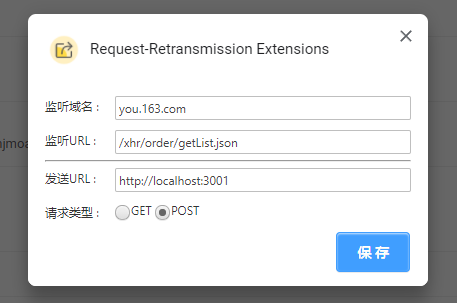 Request-Retransmission Extensions
监听域名： you.163.com
监听URL： /xhr/order/getList.json
发送URL： http://localhost:3001
请求类型： GET POST
保存